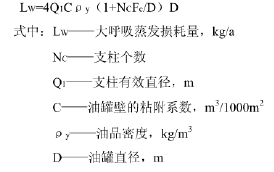 Lw=4Q1Cρy(1+NcFc/D)D
式中：Lw——大呼吸蒸发损耗量，kg/a
Nc——支柱个数
Q1——支柱有效直径，m
C——油罐壁的粘附系数，m³/1000m²
ρy——油品密度，kg/m³
D——油罐直径，m